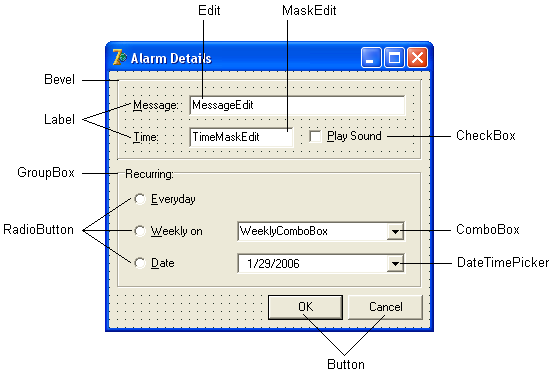 Edit MaskEdit
Alarm Details
Bevel
Message: MessageEdit
Label
Time: TimeMaskEdit Play Sound CheckBox
GroupBox Recurring:
Everyday
RadioButton Weekly on WeeklyComboBox ComboBox
Date 1/29/2006 DateTimePicker
OK Cancel
Button